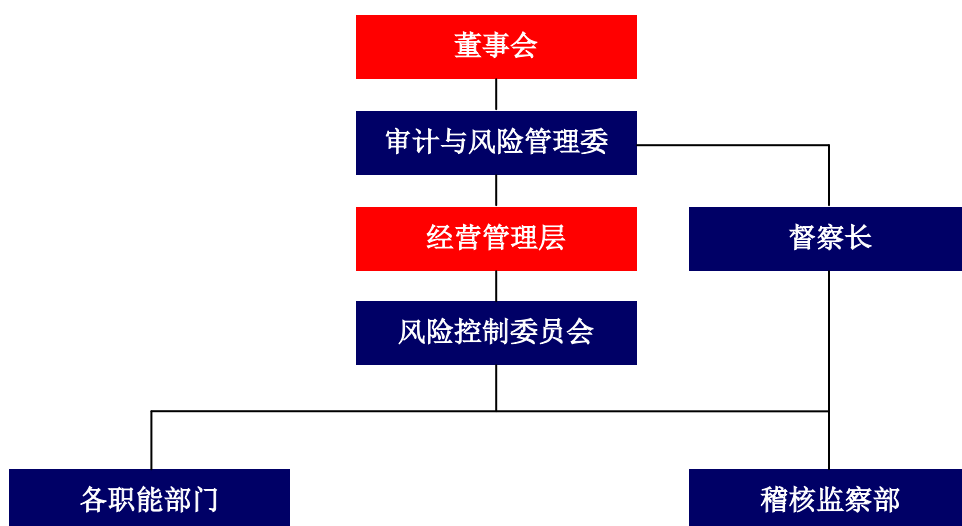 董事会
审计与风险管理委
经营管理层
督察长
风险控制委员会
各职能部门
稽核监察部